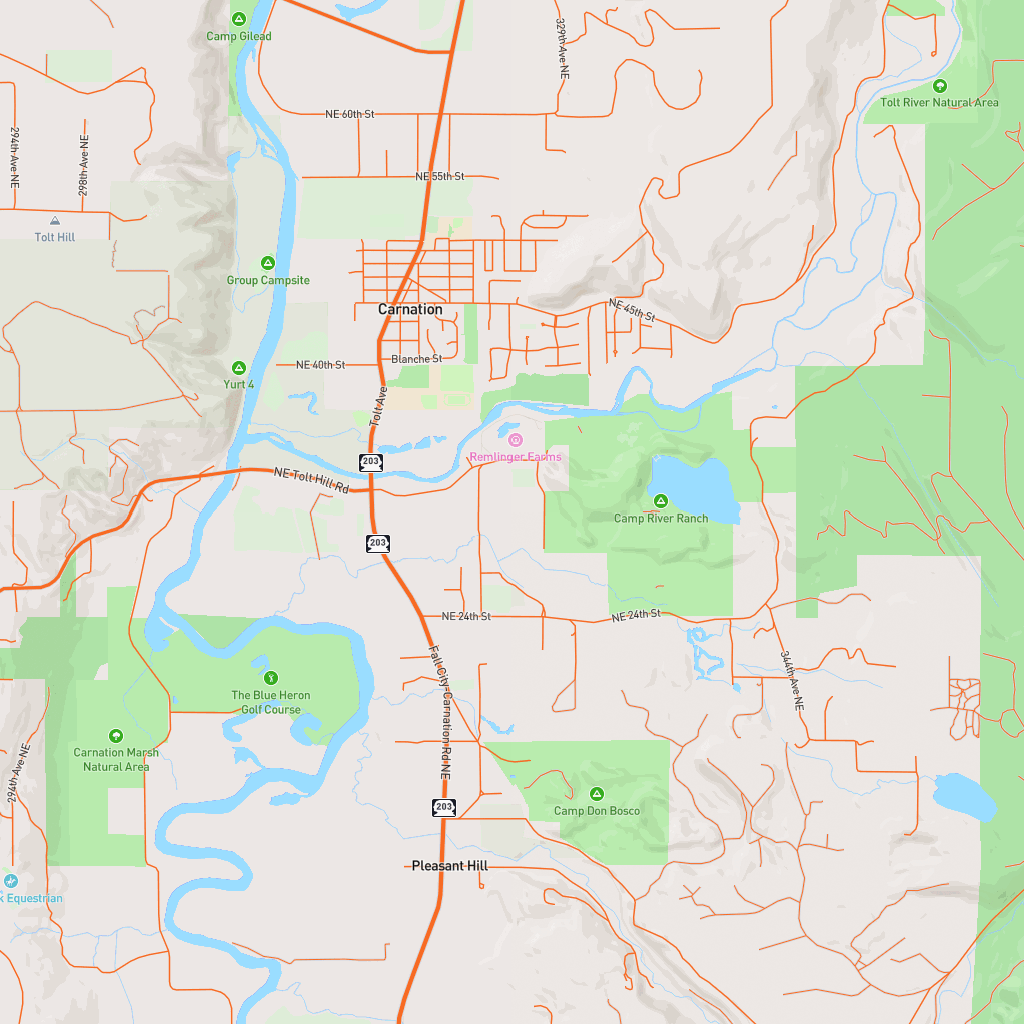 Camp Gilead
329th Ave NE
Tolt River Natural Area
NE 60th St
294th Ave NE
298th Ave NE
NE 55th St
Tolt Hill
Group Campsite
Carnation
NE 45th St
Blanche St
NE 40th St
Yurt 4
Tolt Ave
Remlinger Farms
203
NE Tolt Hill Rd
Camp River Ranch
203
NE 24th St
NE 24th St
344th Ave NE
Fall City-Carnation Rd NE
The Blue Heron
Golf Course
Carnation Marsh
Natural Area
294th Ave NE
203
Camp Don Bosco
Pleasant Hill
k Equestrian